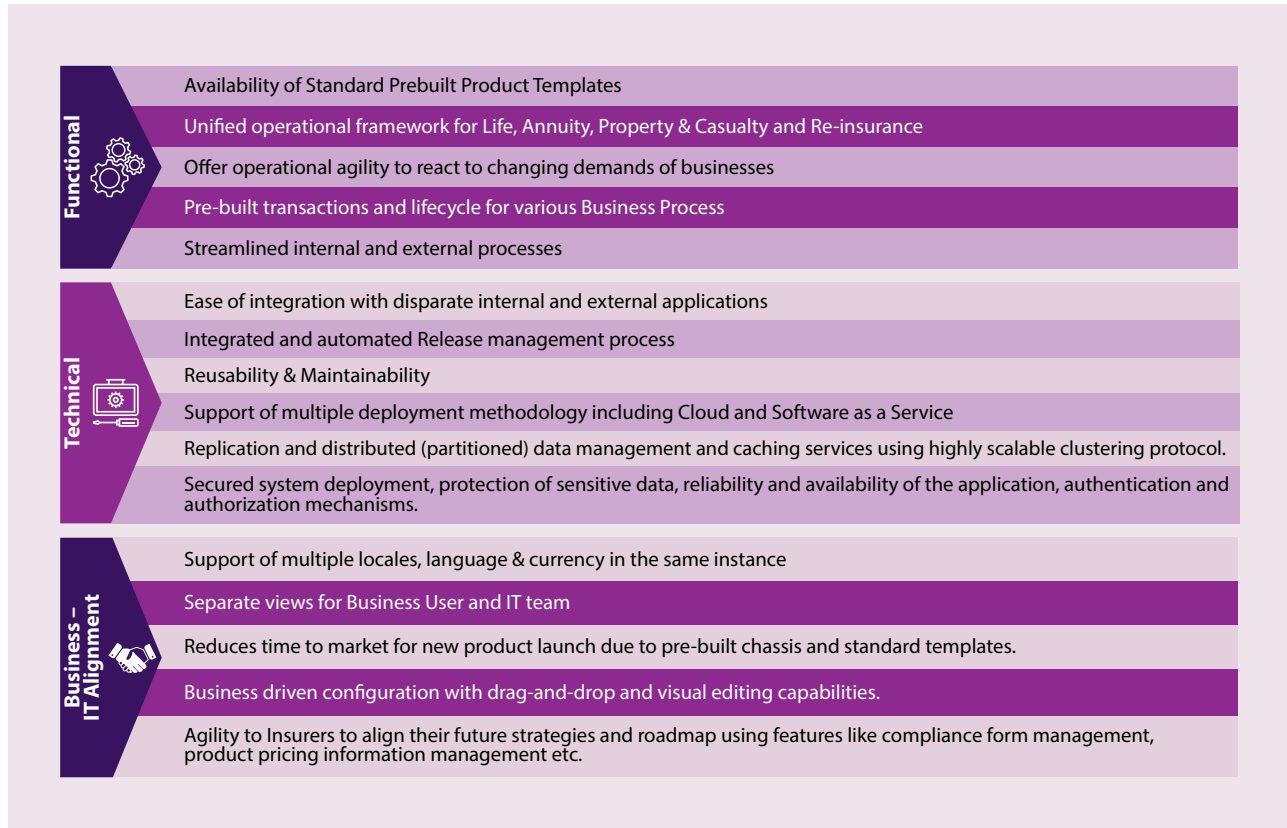 Functional
Availability of Standard Prebuilt Product Templates
Unified operational framework for Life, Annuity, Property & Casualty and Re-insurance
Offer operational agility to react to changing demands of businesses
Pre-built transactions and lifecycle for various Business Process
Streamlined internal and external processes
Technical
Ease of integration with disparate internal and external applications
Integrated and automated Release management process
Reusability & Maintainability
Support of multiple deployment methodology including Cloud and Software as a Service
Replication and distributed (partitioned) data management and caching services using highly scalable clustering protocol.
Secured system deployment, protection of sensitive data, reliability and availability of the application, authentication and
authorization mechanisms.
Business –
IT Alignment
Support of multiple locales, language & currency in the same instance
Separate views for Business User and IT team
Reduces time to market for new product launch due to pre-built chassis and standard templates.
Business driven configuration with drag-and-drop and visual editing capabilities.
Agility to Insurers to align their future strategies and roadmap using features like compliance form management,
product pricing information management etc.